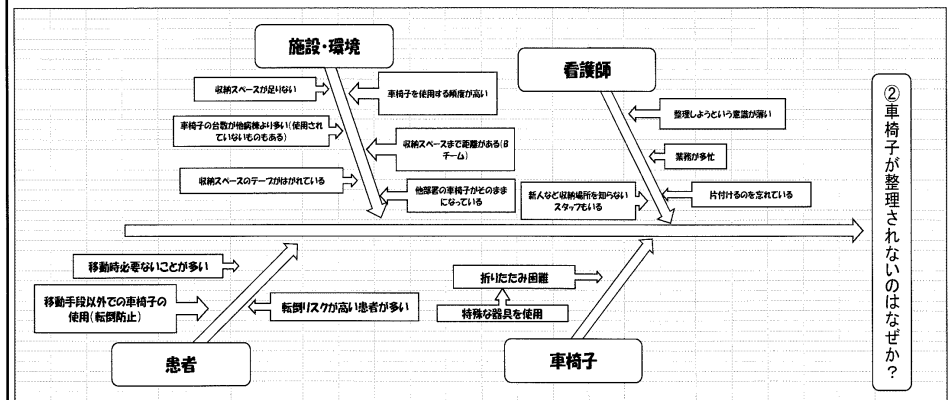 施設・環境
看護師
収納スペースが足りない
車椅子を使用する頻度が高い
車椅子の台数が他病棟より多い(使用され
ていないものもある)
収納スペースまで距離がある(B
チーム)
収納スペースのテープがはがれている
他部署の車椅子がそのまま
になっている
整理しようという意識が薄い
業務が多忙
新人など収納場所を知らない
スタッフもいる
片付けるのを忘れている
②車椅子が整理されないのはなぜか?
移動時必要ないことが多い
移動手段以外での車椅子の
使用(転倒防止)
転倒リスクが高い患者が多い
折りたたみ困難
特殊な器具を使用
患者
車椅子